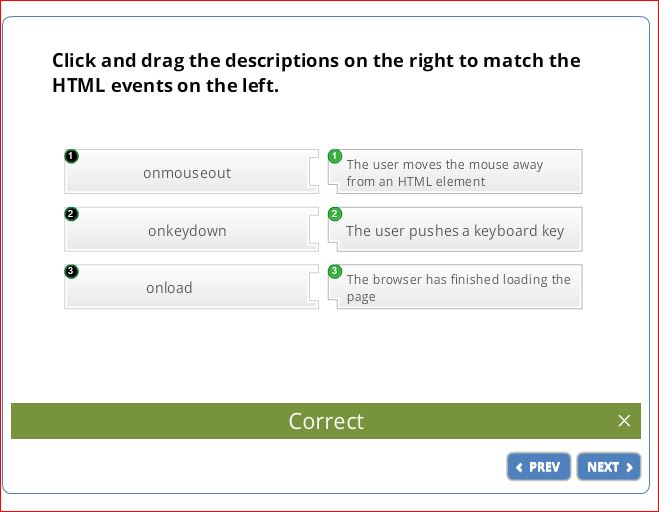 Click and drag the descriptions on the right to match the
HTML events on the left.
1
onmouseout
1
The user moves the mouse away
from an HTML element
2
onkeydown
2
The user pushes a keyboard key
3
onload
3
The browser has finished loading the
page
Correct
PREV
NEXT